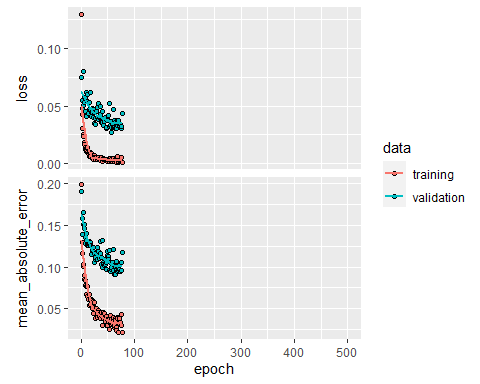 loss
0.10
0.05
0.00
mean_absolute_error
0.20
0.15
0.10
0.05
0
100
200
300
400
500
epoch
data
training
validation